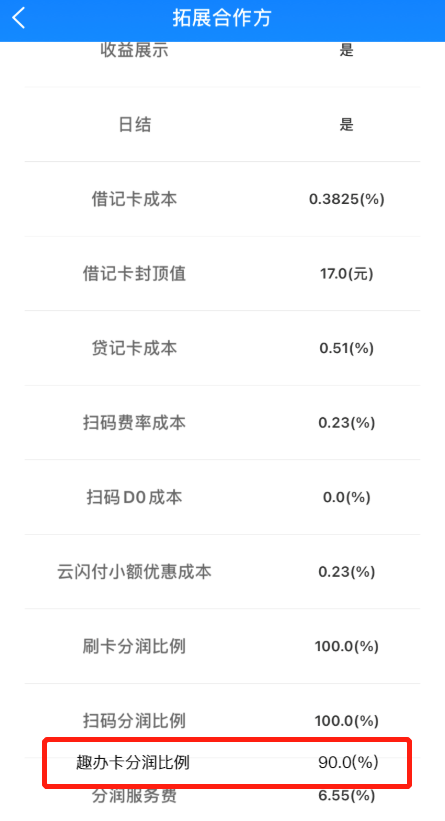 拓展合作方
收益展示 是
日结 是
借记卡成本 0.3825(%)
借记卡封顶值 17.0(元)
贷记卡成本 0.51(%)
扫码费率成本 0.23(%)
扫码D0成本 0.0(%)
云闪付小额优惠成本 0.23(%)
刷卡分润比例 100.0(%)
扫码分润比例 100.0(%)
趣办卡分润比例 90.0(%)
分润服务费 6.55(%)